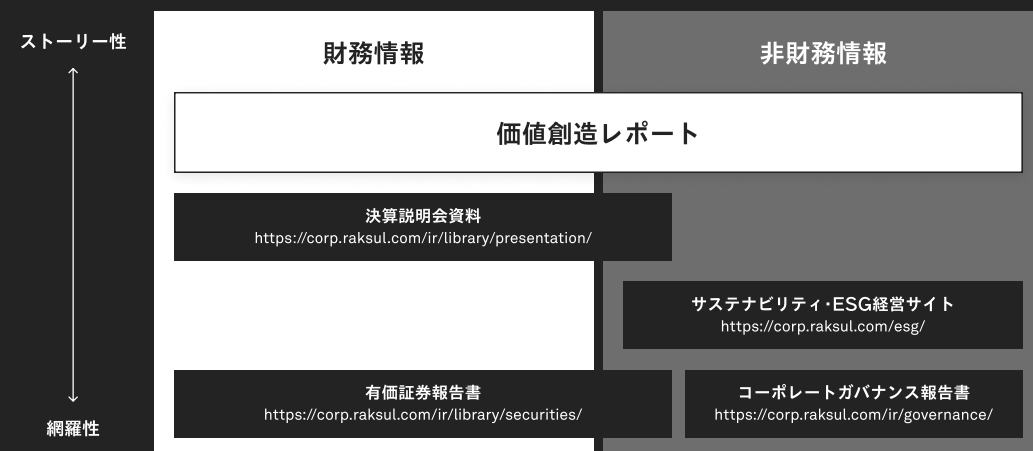 ストーリー性
財務情報
非財務情報
価値創造レポート
決算説明会資料
https://corp.raksul.com/ir/library/presentation/
サステナビリティ・ESG経営サイト
https://corp.raksul.com/esg/
有価証券報告書
https://corp.raksul.com/ir/library/securities/
コーポレートガバナンス報告書
https://corp.raksul.com/ir/governance/
網羅性